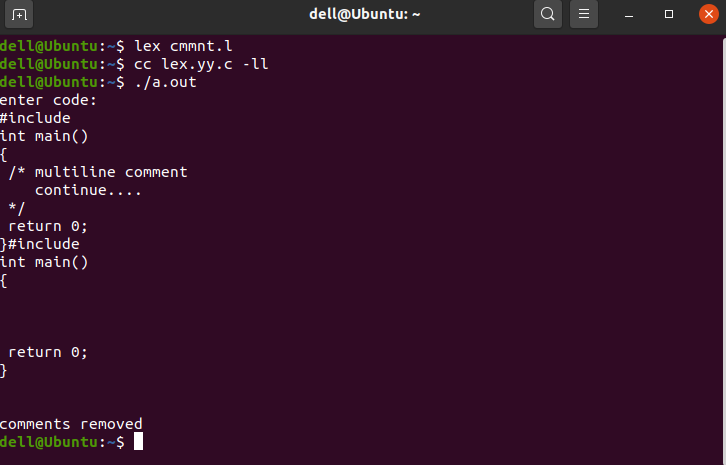 dell@Ubuntu: ~
dell@Ubuntu:~$ lex cmmnt.l
dell@Ubuntu:~$ cc lex.yy.c -ll
dell@Ubuntu:~$ ./a.out
enter code:
#include
int main()
{
 /* multiline comment
    continue....
 */
 return 0;
}#include
int main()
{
 return 0;
}
comments removed
dell@Ubuntu:~$